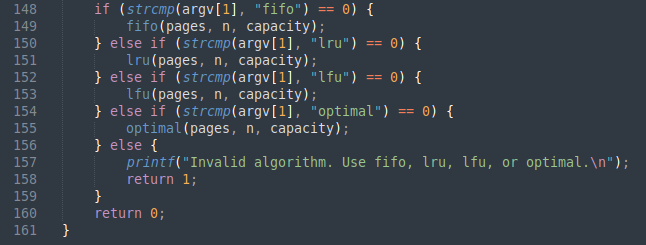 148 if (strcmp(argv[1], "fifo") == 0) {
149 fifo(pages, n, capacity);
150 } else if (strcmp(argv[1], "lru") == 0) {
151 lru(pages, n, capacity);
152 } else if (strcmp(argv[1], "lfu") == 0) {
153 lfu(pages, n, capacity);
154 } else if (strcmp(argv[1], "optimal") == 0) {
155 optimal(pages, n, capacity);
156 } else {
157 printf("Invalid algorithm. Use fifo, lru, lfu, or optimal.\n");
158 return 1;
159 }
160 return 0;
161 }